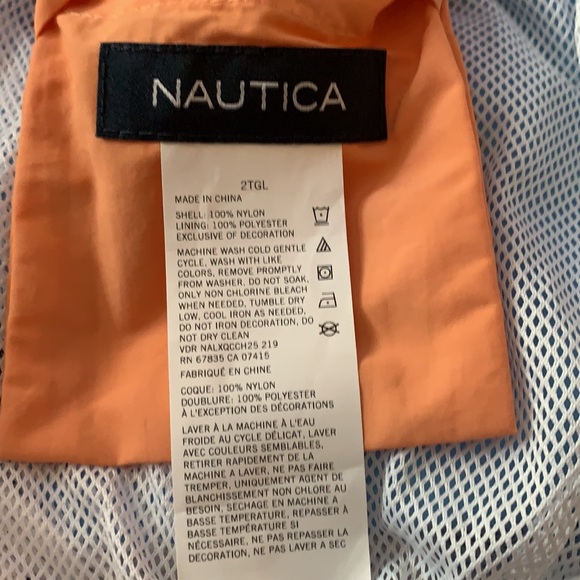 NAUTICA
2TGL
MADE IN CHINA
SHELL: 100% NYLON
LINING: 100% POLYESTER
EXCLUSIVE OF DECORATION
MACHINE WASH COLD GENTLE
CYCLE, WASH WITH LIKE
COLORS, REMOVE PROMPTLY
FROM WASHER, DO NOT SOAK,
ONLY NON CHLORINE BLEACH
WHEN NEEDED, TUMBLE DRY
LOW, COOL IRON AS NEEDED,
DO NOT IRON DECORATION, DO
NOT DRY CLEAN
VDR NALXQCCH25 219
RN 67835 CA 07415
FABRIQUÉ EN CHINE
COQUE: 100% NYLON
DOUBLURE: 100% POLYESTER
À L'EXCEPTION DES DÉCORATIONS
LAVER À LA MACHINE À L'EAU
FROIDE AU CYCLE DÉLICAT, LAVER
AVEC COULEURS SEMBLABLES,
RETIRER RAPIDEMENT DE LA
MACHINE A LAVER, NE PAS FAIRE
TREMPER, UNIQUEMENT AGENT DE
BLANCHISSEMENT NON CHLORE AU
BESOIN, SECHAGE EN MACHINE A
BASSE TEMPERATURE, REPASSER À
BASSE TEMPÉRATURE SI
NÉCESSAIRE, NE PAS REPASSER LA
DECORATION, NE PAS LAVER A SEC